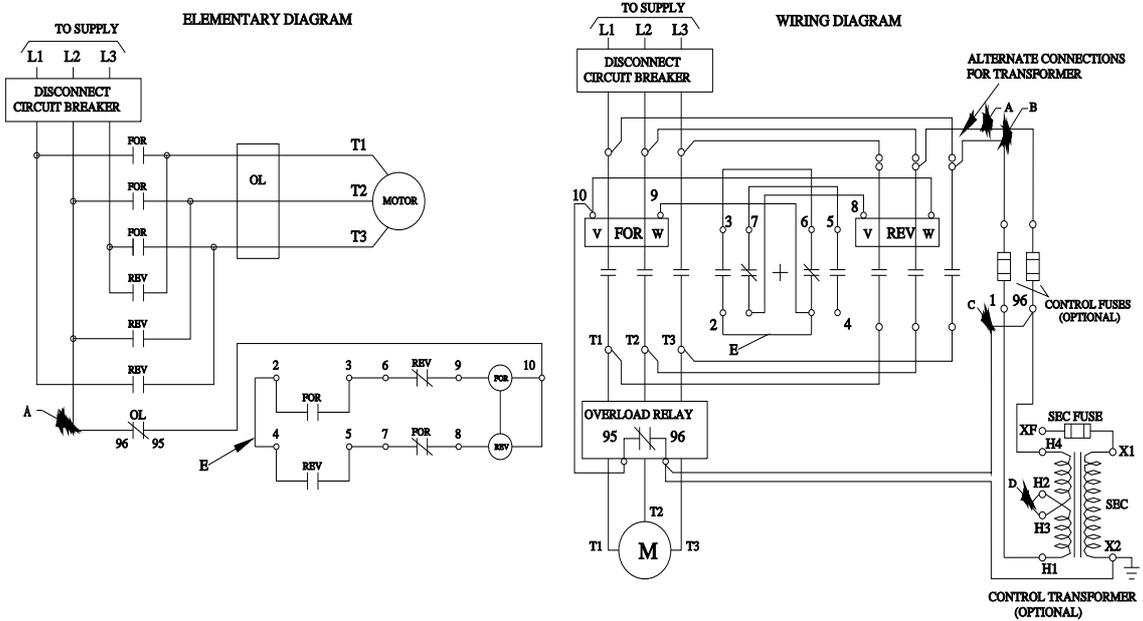 ELEMENTARY DIAGRAM
TO SUPPLY
L1 L2 L3
DISCONNECT
CIRCUIT BREAKER
FOR
T1
OL
FOR
T2
MOTOR
FOR
T3
REV
REV
REV
A
OL
96 95
2 3 6 REV 9 10
FOR
FOR
4 5 7 FOR 8
REV
E
REV
WIRING DIAGRAM
TO SUPPLY
L1 L2 L3
DISCONNECT
CIRCUIT BREAKER
ALTERNATE CONNECTIONS
FOR TRANSFORMER
A B
10 9 3 7 6 5 8
V FOR W
V REV W
2 4
E
C 1 96
CONTROL FUSES
(OPTIONAL)
T1 T2 T3
OVERLOAD RELAY
95 96
SEC FUSE
XF
H4 X1
D H2
SEC
H3
X2
H1
T2
T1 M T3
CONTROL TRANSFORMER
(OPTIONAL)